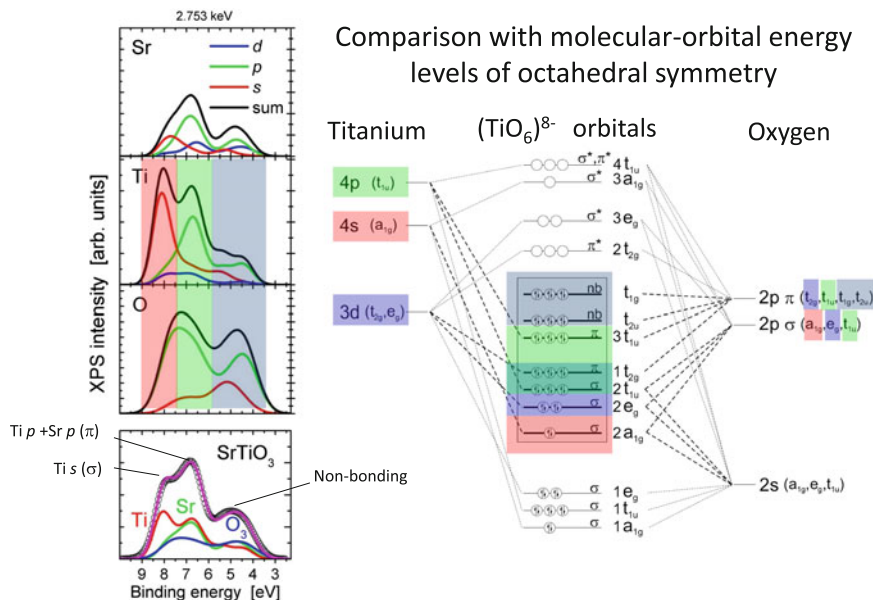 2.753 keV
Comparison with molecular-orbital energy
levels of octahedral symmetry
Sr
d
p
s
sum
Ti
O
XPS intensity [arb. units]
Titanium
(TiO₆)⁸⁻ orbitals
Oxygen
4p (t₁ᵤ)
4s (a₁g)
3d (t₂g,eg)
σ*,π* 4t₁ᵤ
σ* 3a₁g
σ* 3eg
π* 2t₂g
nb t₁g
nb t₂ᵤ
π 3t₁ᵤ
π 1t₂g
σ 2t₁ᵤ
σ 2eg
σ 2a₁g
σ 1eg
σ 1t₁ᵤ
σ 1a₁g
2p π (t₂g,t₁ᵤ,t₁g,t₂ᵤ)
2p σ (a₁g,eg,t₁ᵤ)
2s (a₁g,eg,t₁ᵤ)
Ti p +Sr p (π)
Ti s (σ)
SrTiO₃
Non-bonding
Ti
Sr
O₃
9 8 7 6 5 4 3
Binding energy [eV]